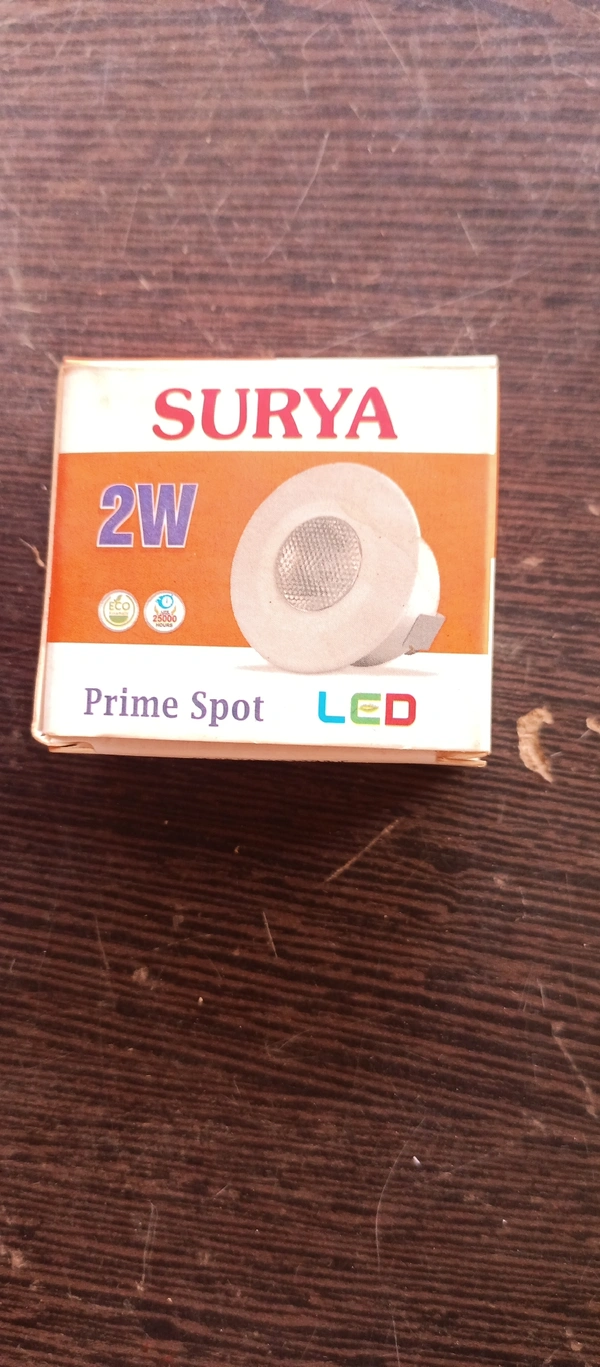 SURYA
2W
ECO
25000
HOURS
Prime Spot
LED